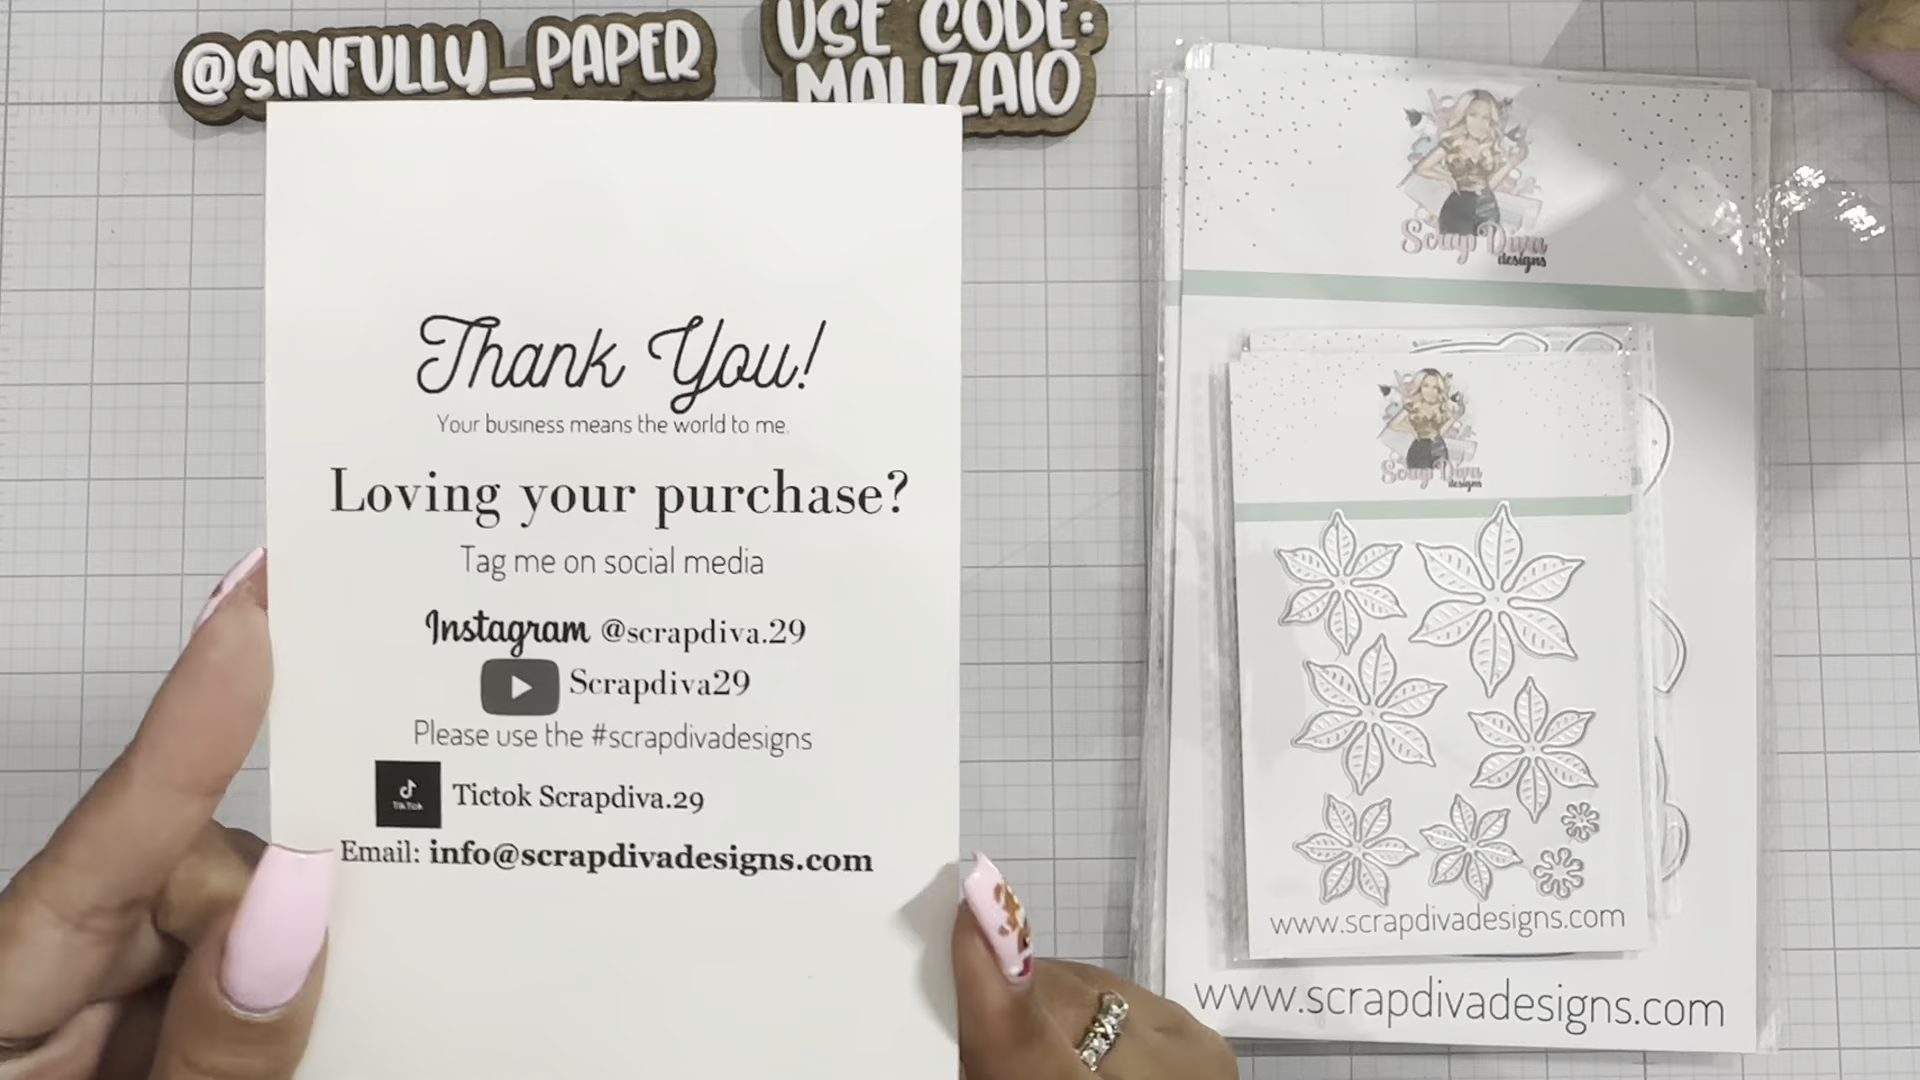 @SINFULLY_PAPER
USE CODE:
MALIZA10
Thank You!
Your business means the world to me.
Loving your purchase?
Tag me on social media
Instagram @scrapdiva.29
Scrapdiva29
Please use the #scrapdivadesigns
TikTok
Tictok Scrapdiva.29
Email: info@scrapdivadesigns.com
Scrap Diva
designs
Scrap Diva
designs
www.scrapdivadesigns.com
www.scrapdivadesigns.com